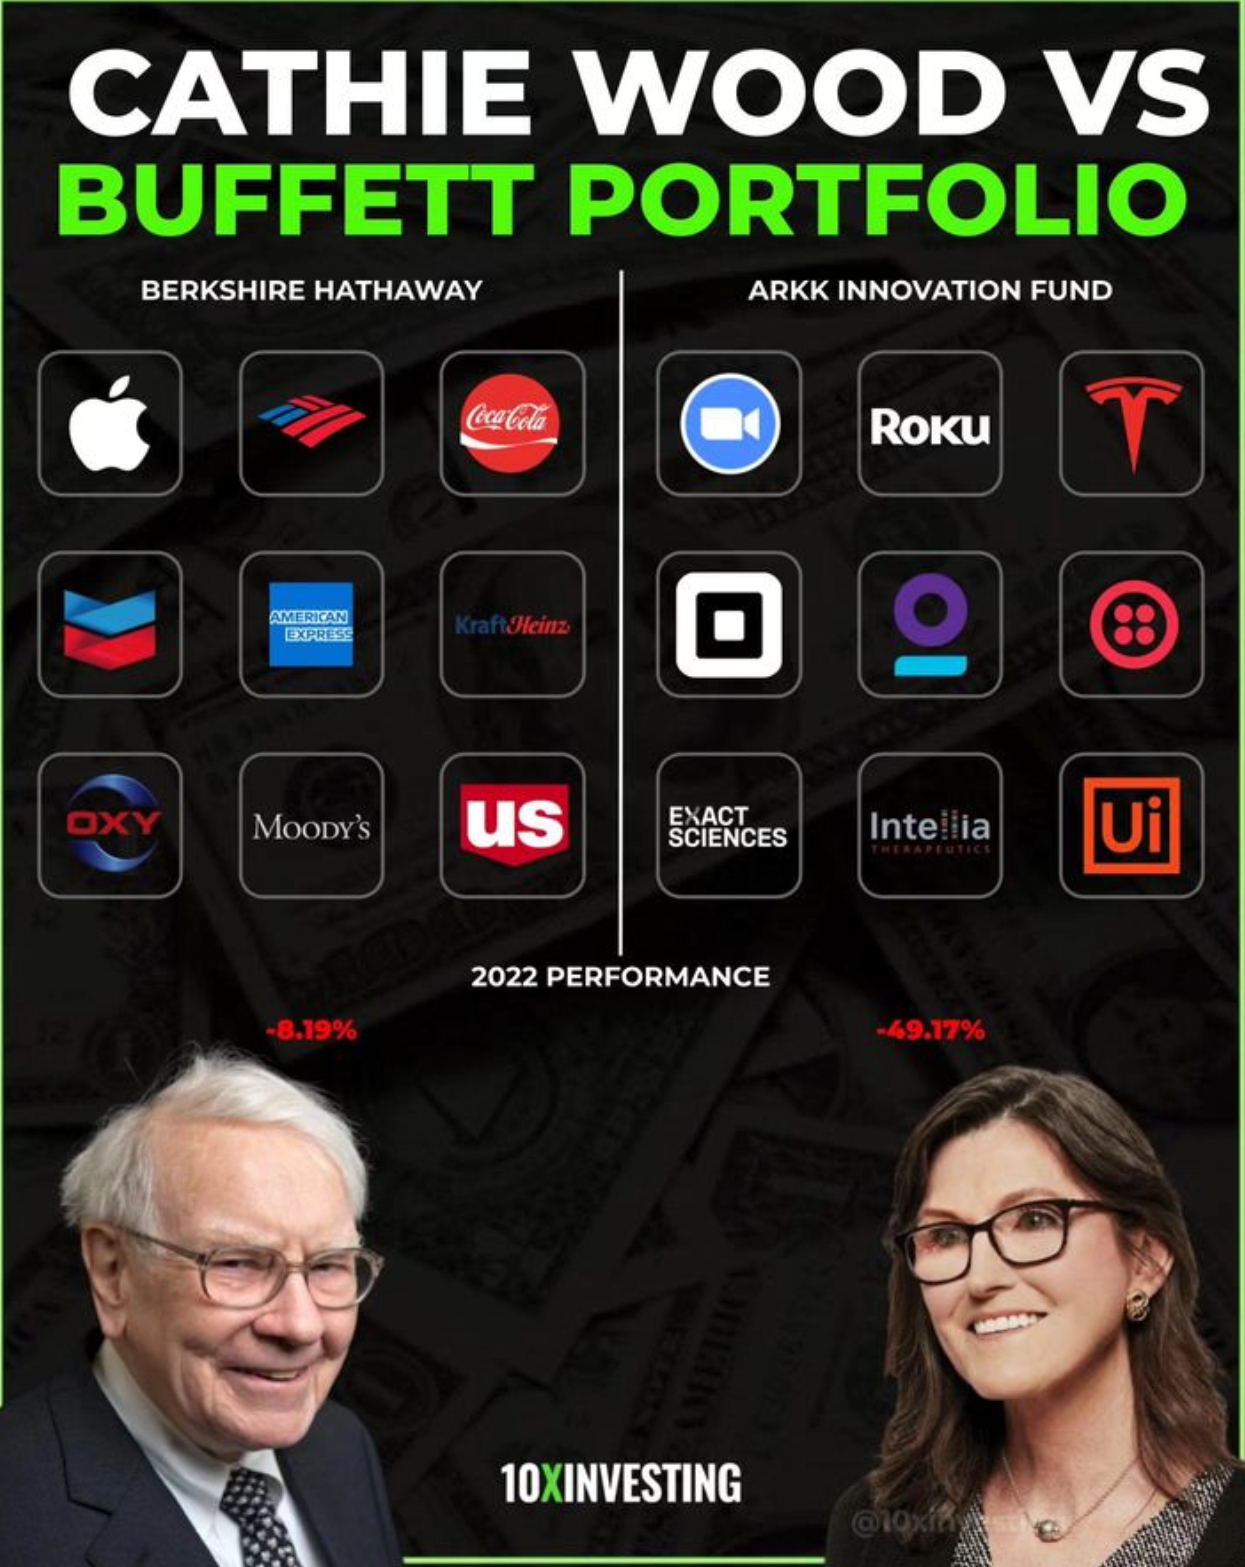 CATHIE WOOD VS
BUFFETT PORTFOLIO
BERKSHIRE HATHAWAY
ARKK INNOVATION FUND
Coca-Cola
ROKU
AMERICAN
EXPRESS
KraftHeinz
OXY
MOODY'S
us
EXACT
SCIENCES
Intellia
THERAPEUTICS
Ui
2022 PERFORMANCE
-8.19%
-49.17%
10XINVESTING